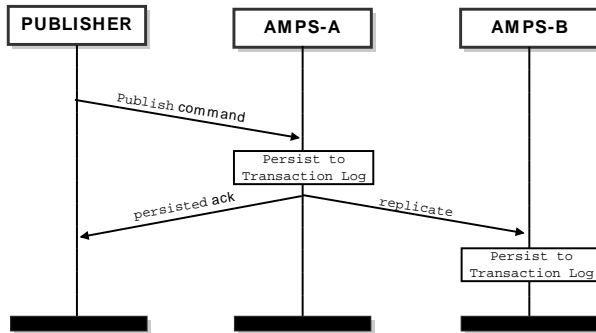 PUBLISHER
AMPS-A
AMPS-B
Publish command
Persist to
Transaction Log
persisted ack
replicate
Persist to
Transaction Log